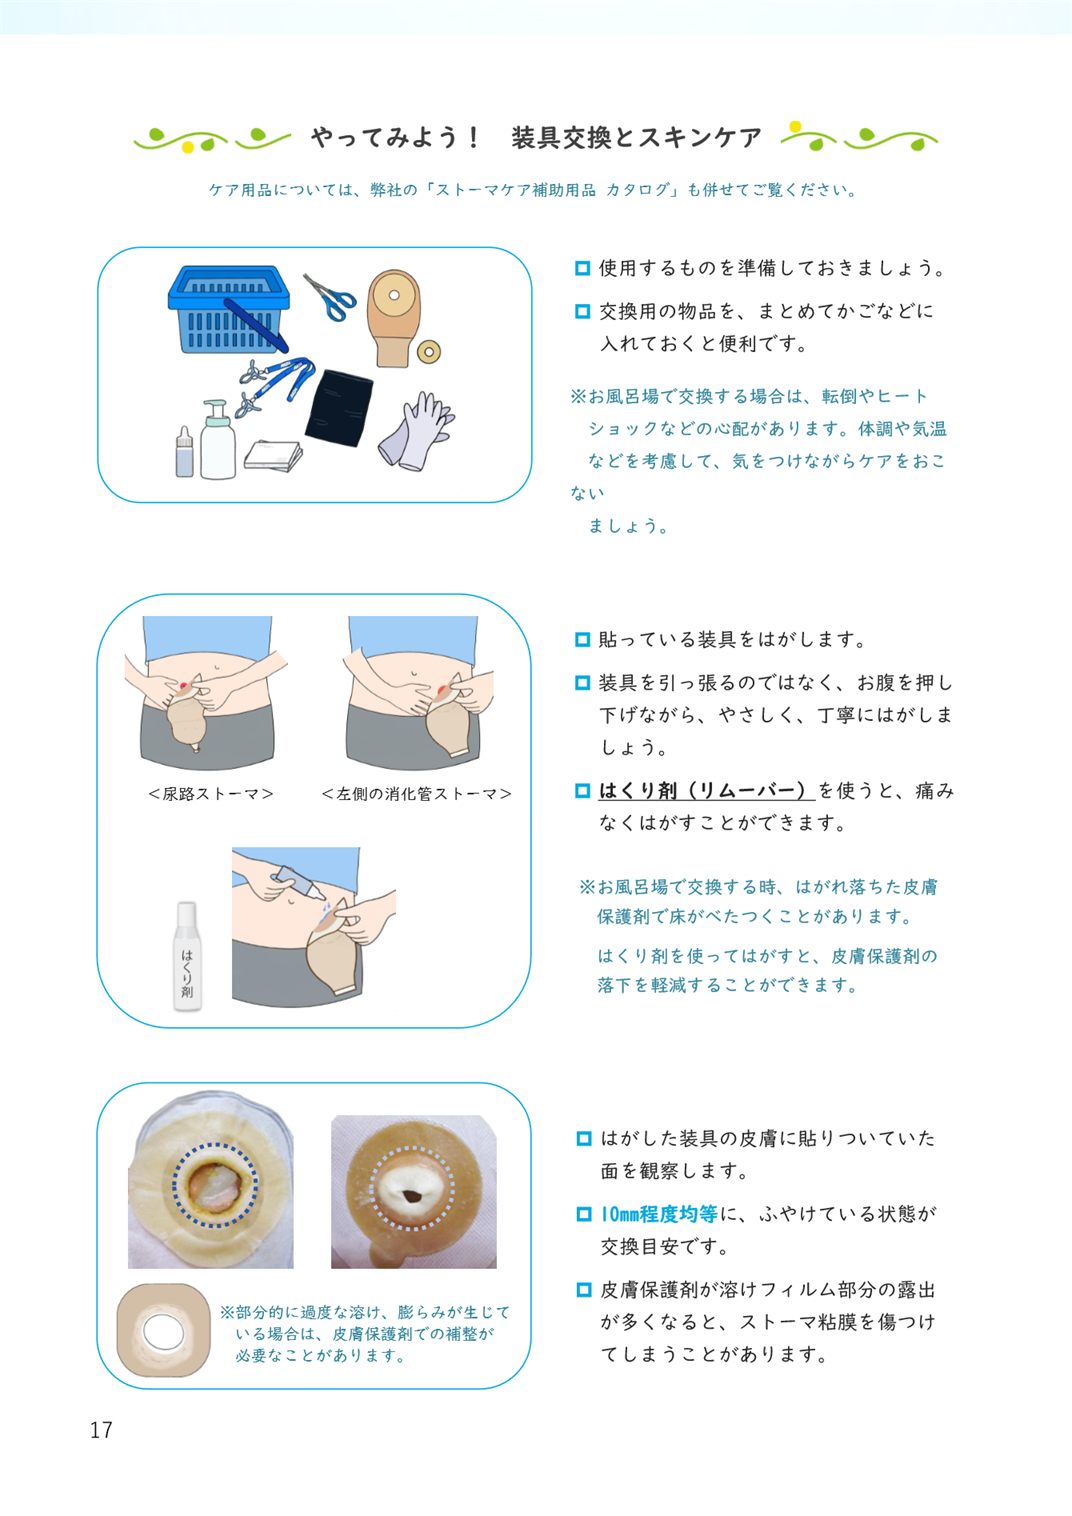 やってみよう！　装具交換とスキンケア
ケア用品については、弊社の「ストーマケア補助用品 カタログ」も併せてご覧ください。
使用するものを準備しておきましょう。
交換用の物品を、まとめてかごなどに
入れておくと便利です。
※お風呂場で交換する場合は、転倒やヒート
ショックなどの心配があります。体調や気温
などを考慮して、気をつけながらケアをおこ
ない
ましょう。
＜尿路ストーマ＞
＜左側の消化管ストーマ＞
はくり剤
貼っている装具をはがします。
装具を引っ張るのではなく、お腹を押し
下げながら、やさしく、丁寧にはがしま
しょう。
はくり剤（リムーバー）を使うと、痛み
なくはがすことができます。
※お風呂場で交換する時、はがれ落ちた皮膚
保護剤で床がべたつくことがあります。
はくり剤を使ってはがすと、皮膚保護剤の
落下を軽減することができます。
※部分的に過度な溶け、膨らみが生じて
いる場合は、皮膚保護剤での補整が
必要なことがあります。
はがした装具の皮膚に貼りついていた
面を観察します。
10mm程度均等に、ふやけている状態が
交換目安です。
皮膚保護剤が溶けフィルム部分の露出
が多くなると、ストーマ粘膜を傷つけ
てしまうことがあります。
17